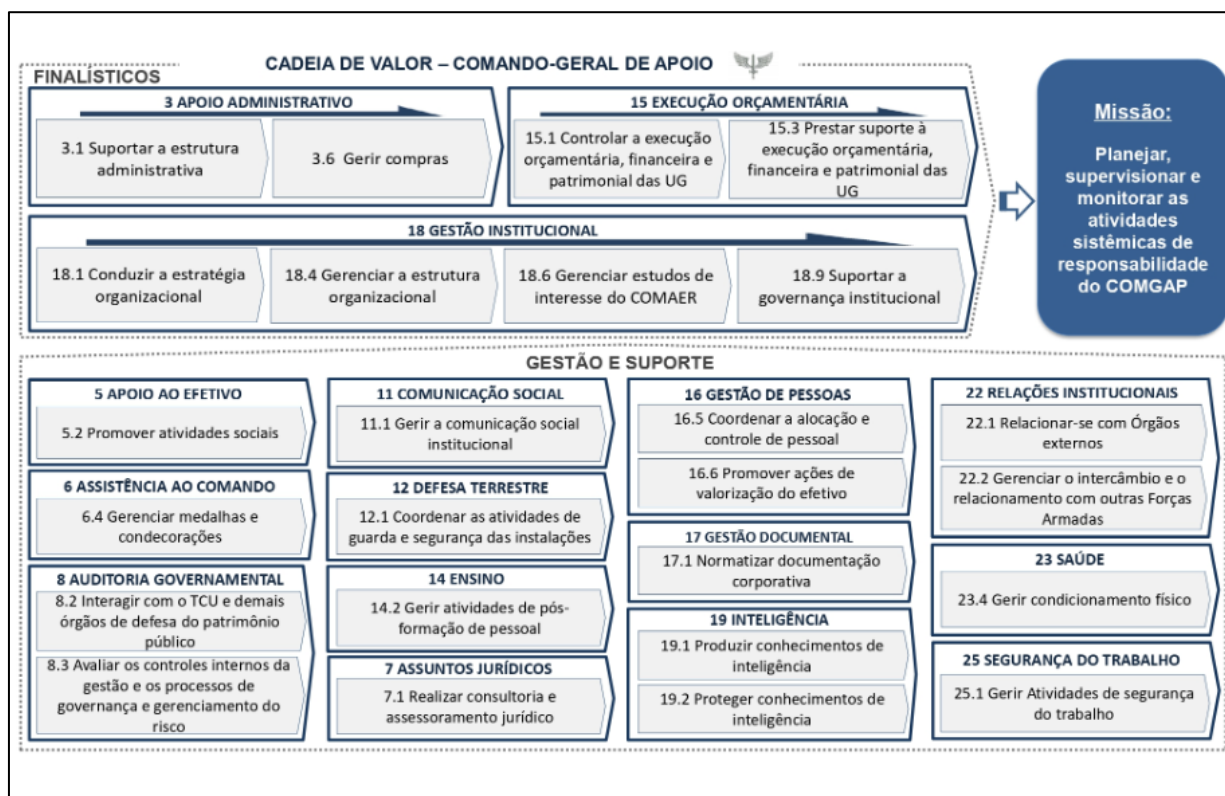 CADEIA DE VALOR – COMANDO-GERAL DE APOIO
FINALÍSTICOS
3 APOIO ADMINISTRATIVO
3.1 Suportar a estrutura
administrativa
3.6 Gerir compras
15 EXECUÇÃO ORÇAMENTÁRIA
15.1 Controlar a execução
orçamentária, financeira e
patrimonial das UG
15.3 Prestar suporte à
execução orçamentária,
financeira e patrimonial das
UG
18 GESTÃO INSTITUCIONAL
18.1 Conduzir a estratégia
organizacional
18.4 Gerenciar a estrutura
organizacional
18.6 Gerenciar estudos de
interesse do COMAER
18.9 Suportar a
governança institucional
Missão:
Planejar,
supervisionar e
monitorar as
atividades
sistêmicas de
responsabilidade
do COMGAP
GESTÃO E SUPORTE
5 APOIO AO EFETIVO
5.2 Promover atividades sociais
6 ASSISTÊNCIA AO COMANDO
6.4 Gerenciar medalhas e
condecorações
8 AUDITORIA GOVERNAMENTAL
8.2 Interagir com o TCU e demais
órgãos de defesa do patrimônio
público
8.3 Avaliar os controles internos da
gestão e os processos de
governança e gerenciamento do
risco
11 COMUNICAÇÃO SOCIAL
11.1 Gerir a comunicação social
institucional
12 DEFESA TERRESTRE
12.1 Coordenar as atividades de
guarda e segurança das instalações
14 ENSINO
14.2 Gerir atividades de pós-
formação de pessoal
7 ASSUNTOS JURÍDICOS
7.1 Realizar consultoria e
assessoramento jurídico
16 GESTÃO DE PESSOAS
16.5 Coordenar a alocação e
controle de pessoal
16.6 Promover ações de
valorização do efetivo
17 GESTÃO DOCUMENTAL
17.1 Normatizar documentação
corporativa
19 INTELIGÊNCIA
19.1 Produzir conhecimentos de
inteligência
19.2 Proteger conhecimentos de
inteligência
22 RELAÇÕES INSTITUCIONAIS
22.1 Relacionar-se com Órgãos
externos
22.2 Gerenciar o intercâmbio e o
relacionamento com outras Forças
Armadas
23 SAÚDE
23.4 Gerir condicionamento físico
25 SEGURANÇA DO TRABALHO
25.1 Gerir Atividades de segurança
do trabalho